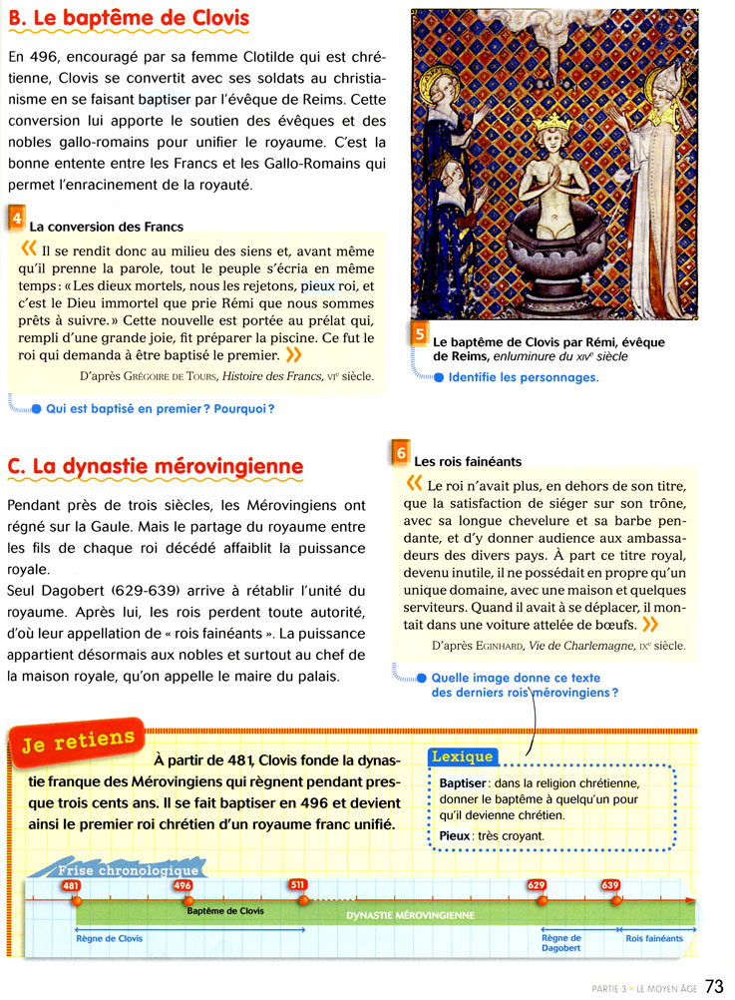 B. Le baptême de Clovis
En 496, encouragé par sa femme Clotilde qui est chré-
tienne, Clovis se convertit avec ses soldats au christia-
nisme en se faisant baptiser par l'évêque de Reims. Cette
conversion lui apporte le soutien des évêques et des
nobles gallo-romains pour unifier le royaume. C'est la
bonne entente entre les Francs et les Gallo-Romains qui
permet l'enracinement de la royauté.
4
La conversion des Francs
« Il se rendit donc au milieu des siens et, avant même
qu'il prenne la parole, tout le peuple s'écria en même
temps : « Les dieux mortels, nous les rejetons, pieux roi, et
c'est le Dieu immortel que prie Rémi que nous sommes
prêts à suivre. » Cette nouvelle est portée au prélat qui,
rempli d'une grande joie, fit préparer la piscine. Ce fut le
roi qui demanda à être baptisé le premier. »
D'après GRÉGOIRE DE TOURS, Histoire des Francs, VIe siècle.
Qui est baptisé en premier ? Pourquoi ?
5
Le baptême de Clovis par Rémi, évêque
de Reims, enluminure du XIVe siècle
Identifie les personnages.
C. La dynastie mérovingienne
Pendant près de trois siècles, les Mérovingiens ont
régné sur la Gaule. Mais le partage du royaume entre
les fils de chaque roi décédé affaiblit la puissance
royale.
Seul Dagobert (629-639) arrive à rétablir l'unité du
royaume. Après lui, les rois perdent toute autorité,
d'où leur appellation de « rois fainéants ». La puissance
appartient désormais aux nobles et surtout au chef de
la maison royale, qu'on appelle le maire du palais.
6
Les rois fainéants
« Le roi n'avait plus, en dehors de son titre,
que la satisfaction de siéger sur son trône,
avec sa longue chevelure et sa barbe pen-
dante, et d'y donner audience aux ambassa-
deurs des divers pays. À part ce titre royal,
devenu inutile, il ne possédait en propre qu'un
unique domaine, avec une maison et quelques
serviteurs. Quand il avait à se déplacer, il mon-
tait dans une voiture attelée de bœufs. »
D'après EGINHARD, Vie de Charlemagne, IXe siècle.
Quelle image donne ce texte
des derniers rois mérovingiens ?
Je retiens
À partir de 481, Clovis fonde la dynas-
tie franque des Mérovingiens qui règnent pendant pres-
que trois cents ans. Il se fait baptiser en 496 et devient
ainsi le premier roi chrétien d'un royaume franc unifié.
Lexique
Baptiser : dans la religion chrétienne,
donner le baptême à quelqu'un pour
qu'il devienne chrétien.
Pieux : très croyant.
Frise chronologique
481 496 511 629 639
Baptême de Clovis
DYNASTIE MÉROVINGIENNE
Règne de Clovis
Règne de
Dagobert
Rois fainéants
PARTIE 3 • LE MOYEN ÂGE 73